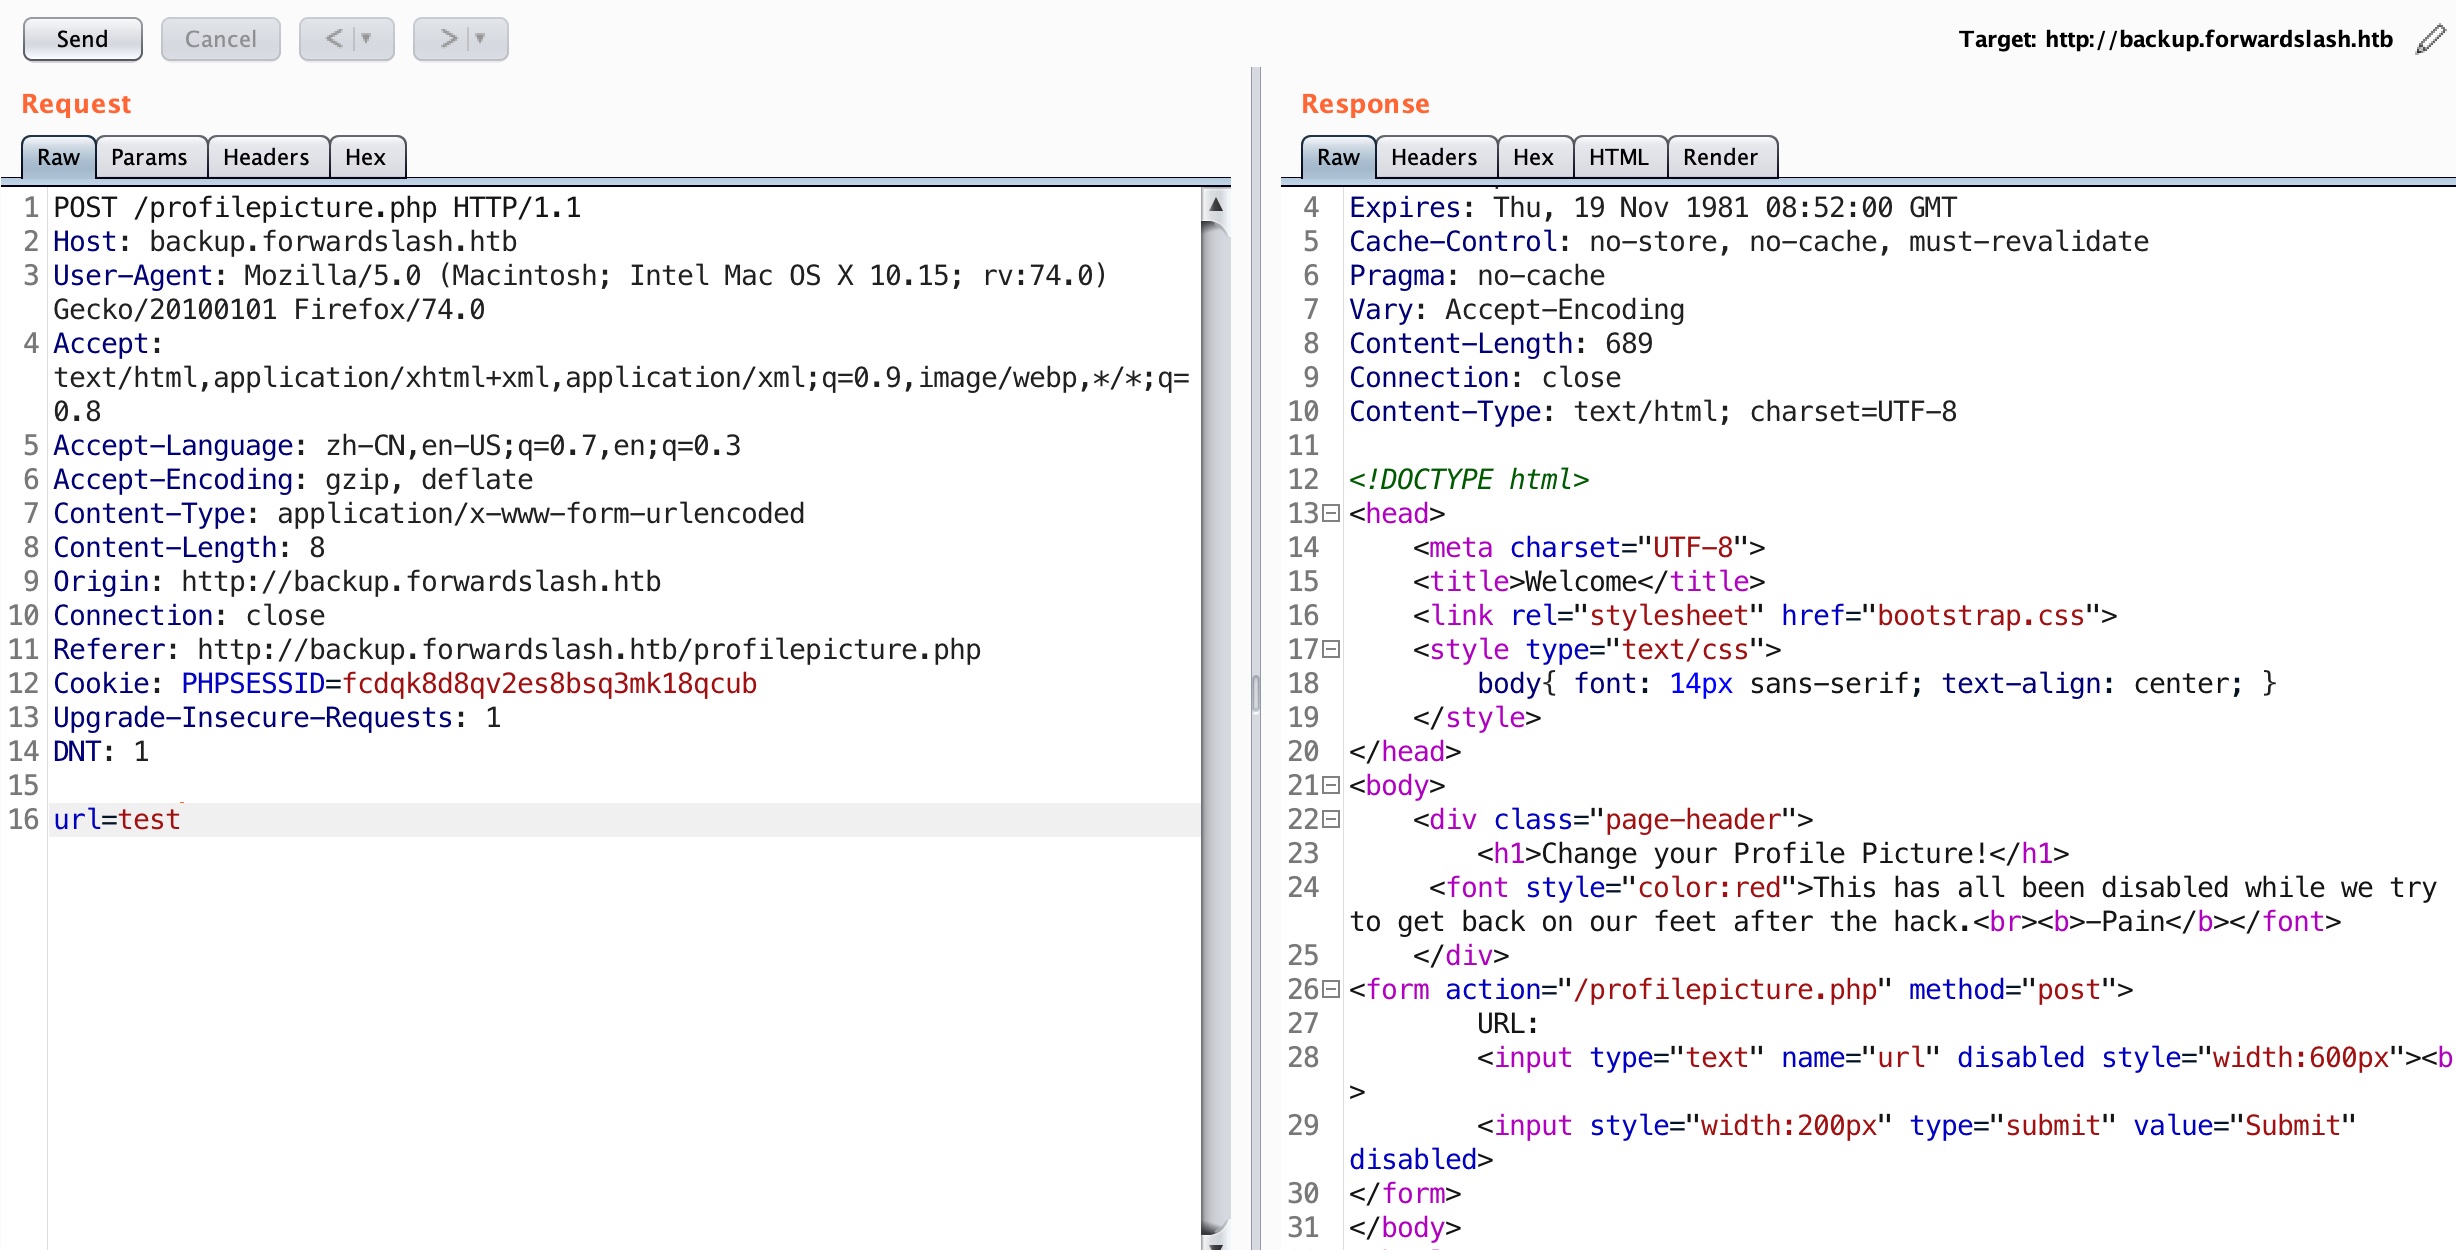 Send Cancel < > Target: http://backup.forwardslash.htb
Request
Raw Params Headers Hex
1 POST /profilepicture.php HTTP/1.1
2 Host: backup.forwardslash.htb
3 User-Agent: Mozilla/5.0 (Macintosh; Intel Mac OS X 10.15; rv:74.0)
Gecko/20100101 Firefox/74.0
4 Accept:
text/html,application/xhtml+xml,application/xml;q=0.9,image/webp,*/*;q=
0.8
5 Accept-Language: zh-CN,en-US;q=0.7,en;q=0.3
6 Accept-Encoding: gzip, deflate
7 Content-Type: application/x-www-form-urlencoded
8 Content-Length: 8
9 Origin: http://backup.forwardslash.htb
10 Connection: close
11 Referer: http://backup.forwardslash.htb/profilepicture.php
12 Cookie: PHPSESSID=fcdqk8d8qv2es8bsq3mk18qcub
13 Upgrade-Insecure-Requests: 1
14 DNT: 1
15
16 url=test
Response
Raw Headers Hex HTML Render
4 Expires: Thu, 19 Nov 1981 08:52:00 GMT
5 Cache-Control: no-store, no-cache, must-revalidate
6 Pragma: no-cache
7 Vary: Accept-Encoding
8 Content-Length: 689
9 Connection: close
10 Content-Type: text/html; charset=UTF-8
11
12 <!DOCTYPE html>
13 <head>
14 <meta charset="UTF-8">
15 <title>Welcome</title>
16 <link rel="stylesheet" href="bootstrap.css">
17 <style type="text/css">
18 body{ font: 14px sans-serif; text-align: center; }
19 </style>
20 </head>
21 <body>
22 <div class="page-header">
23 <h1>Change your Profile Picture!</h1>
24 <font style="color:red">This has all been disabled while we try
to get back on our feet after the hack.<br><b>-Pain</b></font>
25 </div>
26 <form action="/profilepicture.php" method="post">
27 URL:
28 <input type="text" name="url" disabled style="width:600px"><b
>
29 <input style="width:200px" type="submit" value="Submit"
disabled>
30 </form>
31 </body>